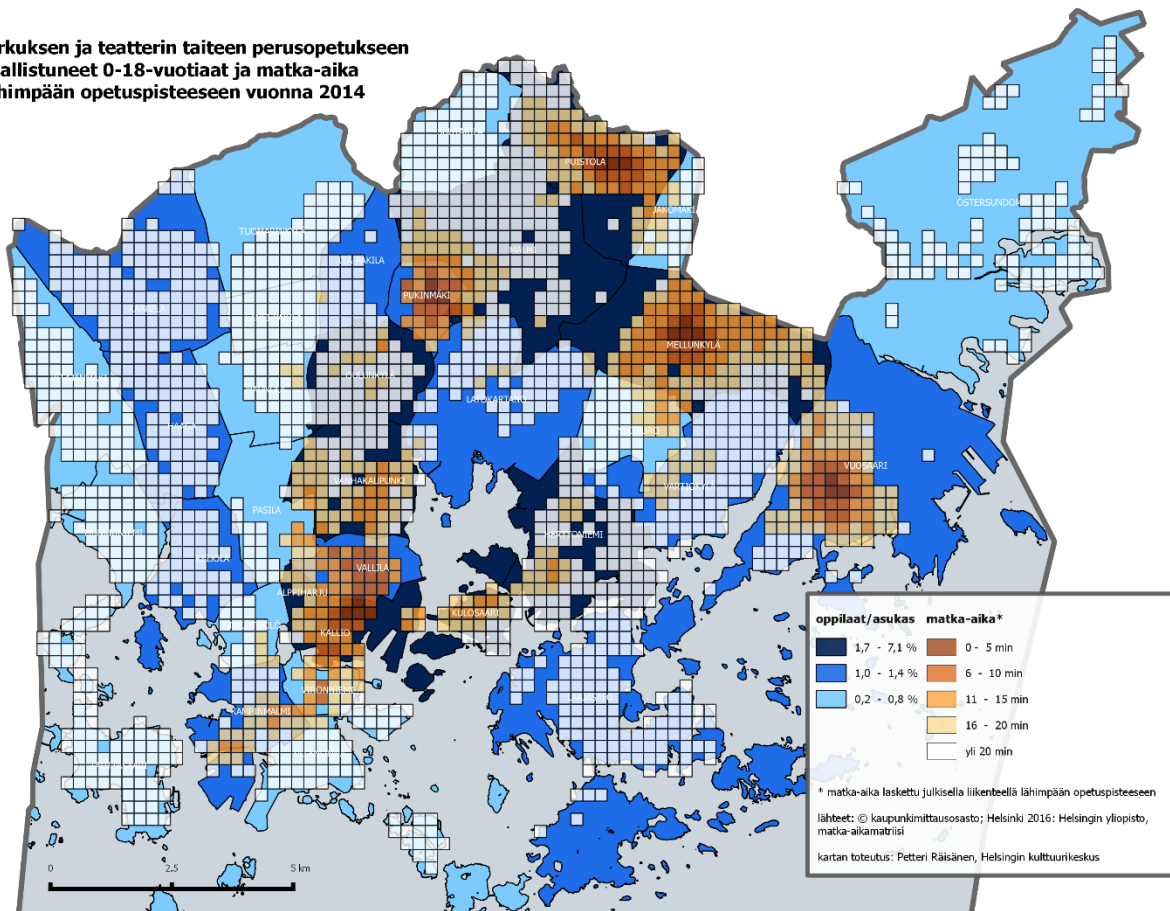 rkuksen ja teatterin taiteen perusopetukseen
allistuneet 0-18-vuotiaat ja matka-aika
himpään opetuspisteeseen vuonna 2014
PUISTOLA
ÖSTERSUNDOM
JAKOMÄKI
TUOMARINKYLÄ
MALMI
PUKINMÄKI
MELLUNKYLÄ
LATOKARTANO
HAAGA
VUOSAARI
VANHAKAUPUNKI
PASILA
HERTTONIEMI
VALLILA
ALPPIHARJU
KULOSAARI
KALLIO
VIRONNIEMI
KAMPINMALMI
0 2.5 5 km
oppilaat/asukas matka-aika*
1,7 - 7,1 % 0 - 5 min
1,0 - 1,4 % 6 - 10 min
0,2 - 0,8 % 11 - 15 min
16 - 20 min
yli 20 min
* matka-aika laskettu julkisella liikenteellä lähimpään opetuspisteeseen
lähteet: © kaupunkimittausosasto; Helsinki 2016: Helsingin yliopisto,
matka-aikamatriisi
kartan toteutus: Petteri Räisänen, Helsingin kulttuurikeskus